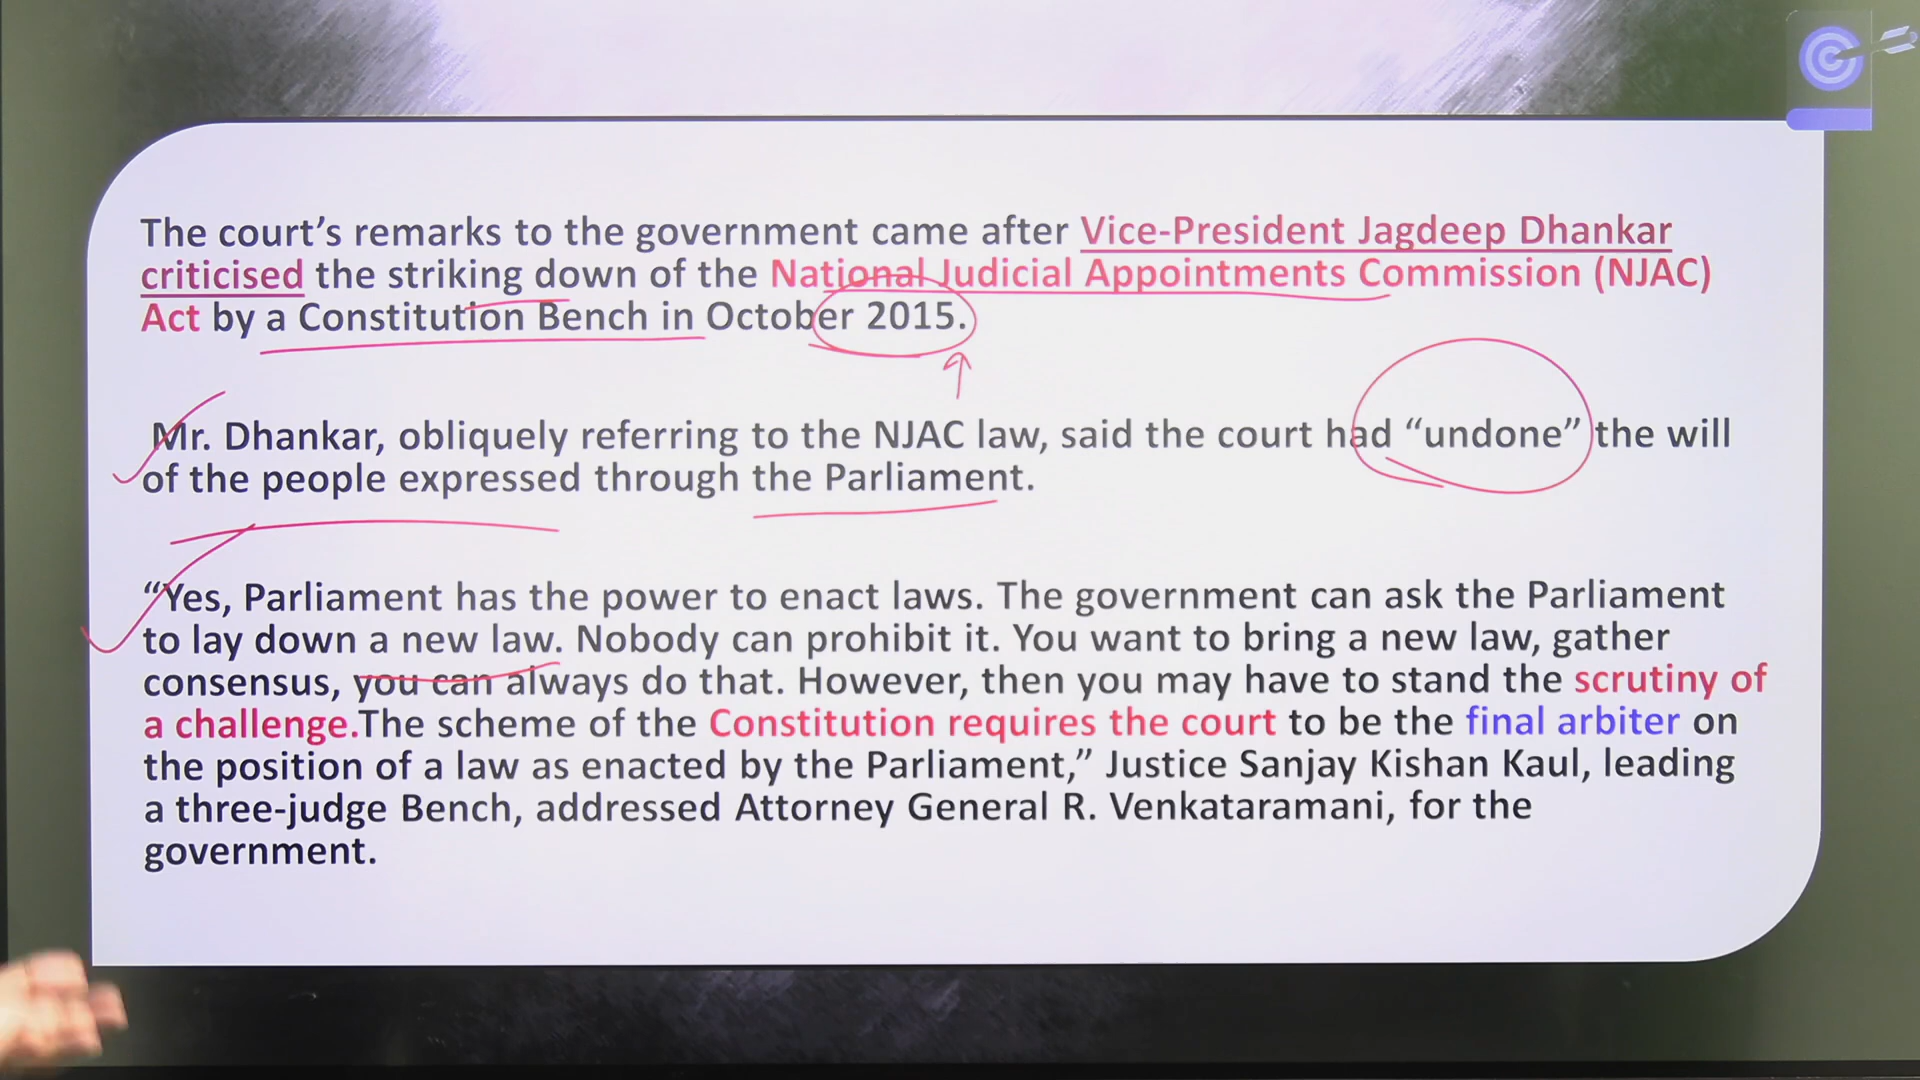 The court’s remarks to the government came after Vice-President Jagdeep Dhankar
criticised the striking down of the National Judicial Appointments Commission (NJAC)
Act by a Constitution Bench in October 2015.
Mr. Dhankar, obliquely referring to the NJAC law, said the court had “undone” the will
of the people expressed through the Parliament.
“Yes, Parliament has the power to enact laws. The government can ask the Parliament
to lay down a new law. Nobody can prohibit it. You want to bring a new law, gather
consensus, you can always do that. However, then you may have to stand the scrutiny of
a challenge.The scheme of the Constitution requires the court to be the final arbiter on
the position of a law as enacted by the Parliament,” Justice Sanjay Kishan Kaul, leading
a three-judge Bench, addressed Attorney General R. Venkataramani, for the
government.